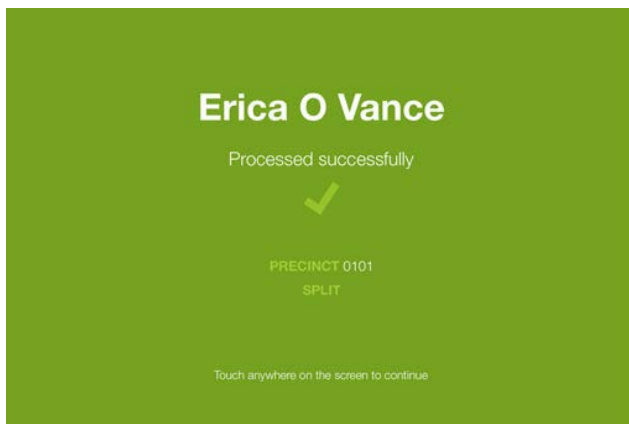 Erica O Vance
Processed successfully
PRECINCT 0101
SPLIT
Touch anywhere on the screen to continue